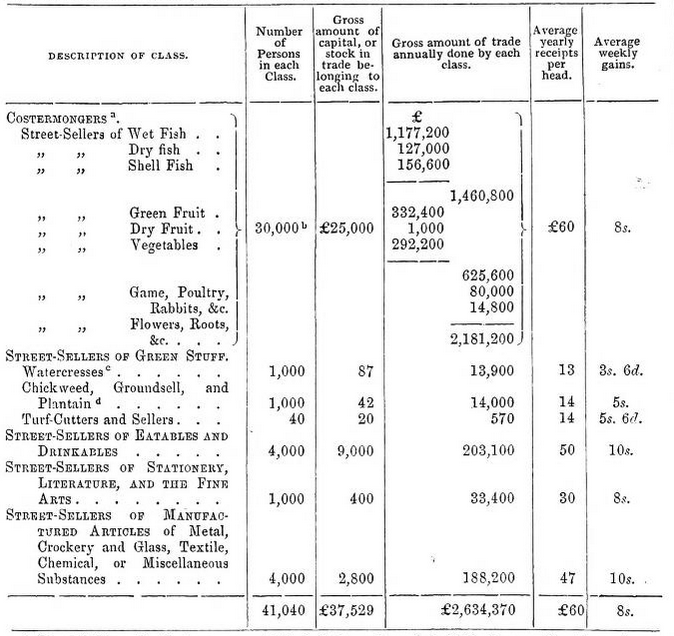 DESCRIPTION OF CLASS. Number of Persons in each Class. Gross amount of capital, or stock in trade be- longing to each class. Gross amount of trade annually done by each class. Average yearly receipts per head. Average weekly gains.
COSTERMONGERS a. £
Street-Sellers of Wet Fish . . 1,177,200
„ „ Dry fish . . 127,000
„ „ Shell Fish . 156,600
1,460,800
„ „ Green Fruit . 332,400
„ „ Dry Fruit . . 30,000 b £25,000 1,000 £60 8s.
„ „ Vegetables . 292,200
625,600
„ „ Game, Poultry, 80,000
Rabbits, &c. 14,800
„ „ Flowers, Roots,
&c. . . . 2,181,200
STREET-SELLERS OF GREEN STUFF.
Watercresses c . . . . . . 1,000 87 13,900 13 3s. 6d.
Chickweed, Groundsell, and
Plantain d . . . . . . 1,000 42 14,000 14 5s.
Turf-Cutters and Sellers . . . 40 20 570 14 5s. 6d.
STREET-SELLERS OF EATABLES AND
DRINKABLES . . . . . 4,000 9,000 203,100 50 10s.
STREET-SELLERS OF STATIONERY,
LITERATURE, AND THE FINE
ARTS . . . . . . . . 1,000 400 33,400 30 8s.
STREET-SELLERS OF MANUFAC-
TURED ARTICLES of Metal,
Crockery and Glass, Textile,
Chemical, or Miscellaneous
Substances . . . . . . 4,000 2,800 188,200 47 10s.
41,040 £37,529 £2,634,370 £60 8s.